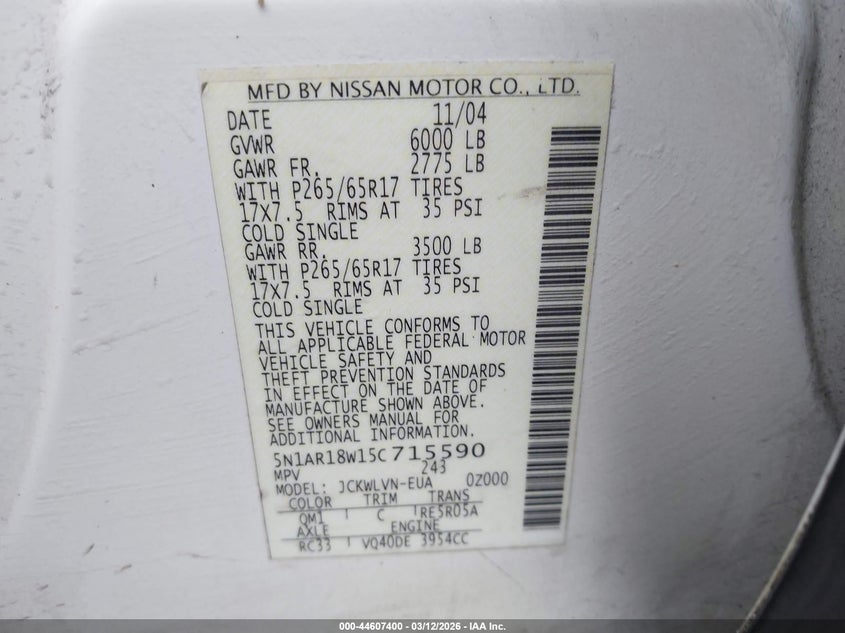 MFD BY NISSAN MOTOR CO., LTD.
DATE 11/04
GVWR 6000 LB
GAWR FR. 2775 LB
WITH P265/65R17 TIRES
17X7.5 RIMS AT 35 PSI
COLD SINGLE
GAWR RR. 3500 LB
WITH P265/65R17 TIRES
17X7.5 RIMS AT 35 PSI
COLD SINGLE
THIS VEHICLE CONFORMS TO
ALL APPLICABLE FEDERAL MOTOR
VEHICLE SAFETY AND
THEFT PREVENTION STANDARDS
IN EFFECT ON THE DATE OF
MANUFACTURE SHOWN ABOVE.
SEE OWNERS MANUAL FOR
ADDITIONAL INFORMATION.
5N1AR18W15C715590
MPV 243
MODEL: JCKWLVN-EUA 0Z000
COLOR TRIM TRANS
QM1 C RE5R05A
AXLE ENGINE
RC33 VQ40DE 3954CC
000-44607400 - 03/12/2026 - IAA Inc.